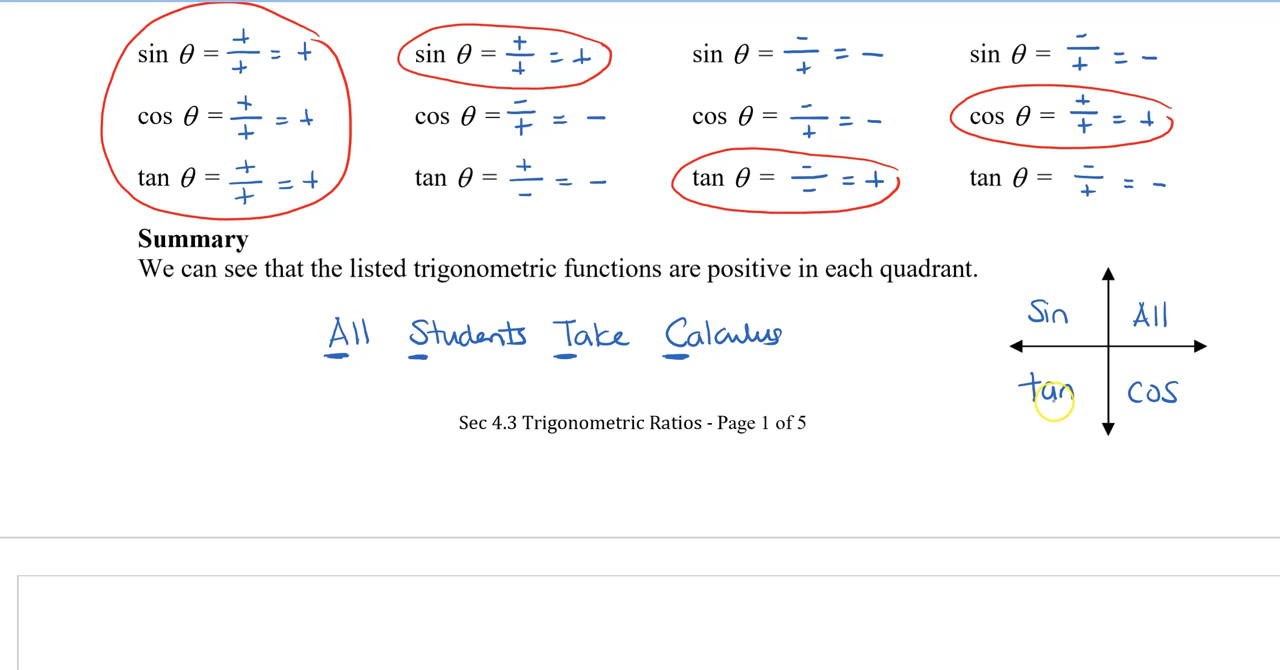 sin θ = +/+ = + sin θ = +/+ = + sin θ = -/+ = - sin θ = -/+ = -
cos θ = +/+ = + cos θ = -/+ = - cos θ = -/+ = - cos θ = +/+ = +
tan θ = +/+ = + tan θ = +/- = - tan θ = -/- = + tan θ = -/+ = -
Summary
We can see that the listed trigonometric functions are positive in each quadrant.
Sin All
All Students Take Calculus
tan cos
Sec 4.3 Trigonometric Ratios - Page 1 of 5